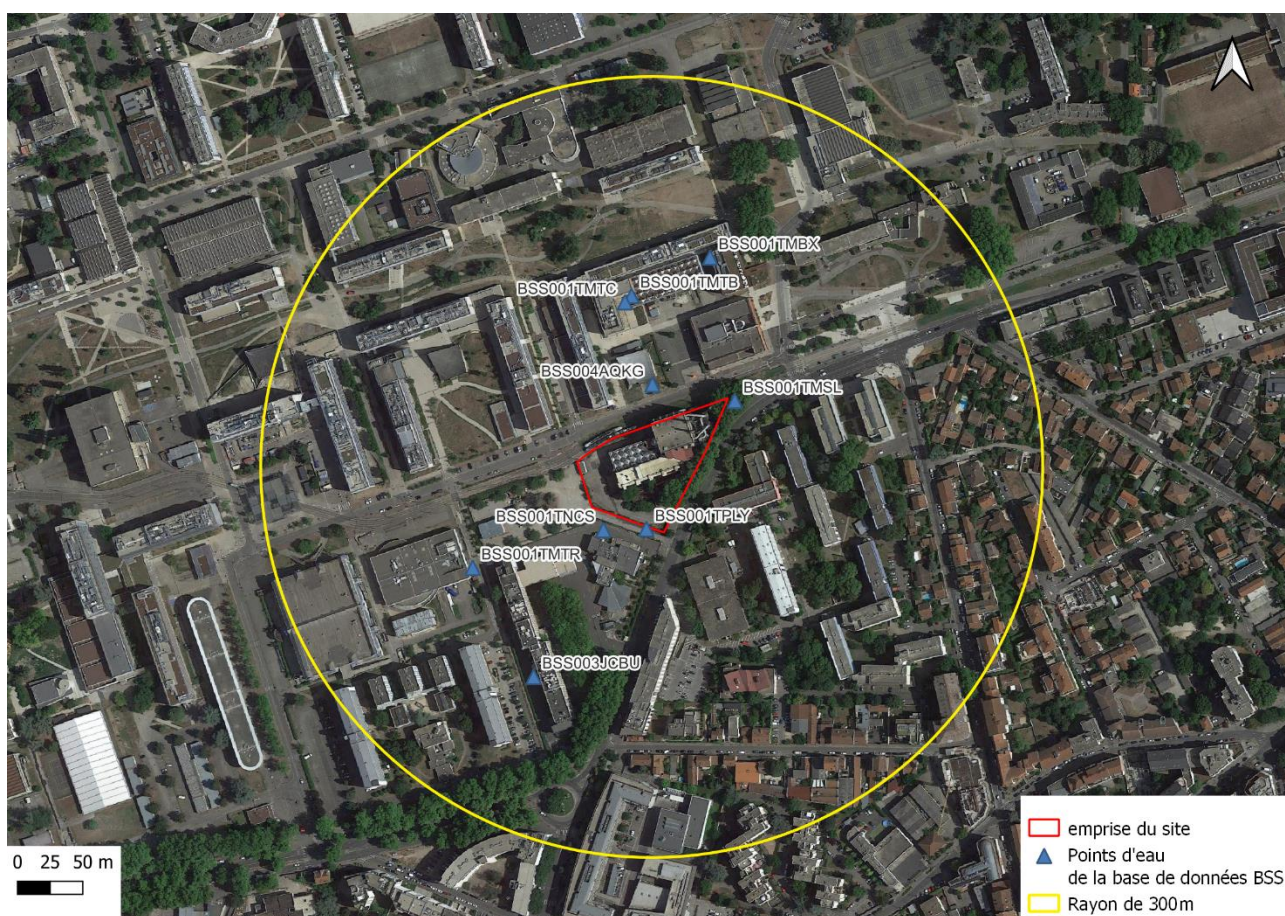 BSS001TMBX
BSS001TMTC
BSS001TMTB
BSS004AQKG
BSS001TMSL
BSS001TNCS
BSS001TPLY
BSS001TMTR
BSS003JCBU
0 25 50 m
emprise du site
Points d'eau
de la base de données BSS
Rayon de 300m